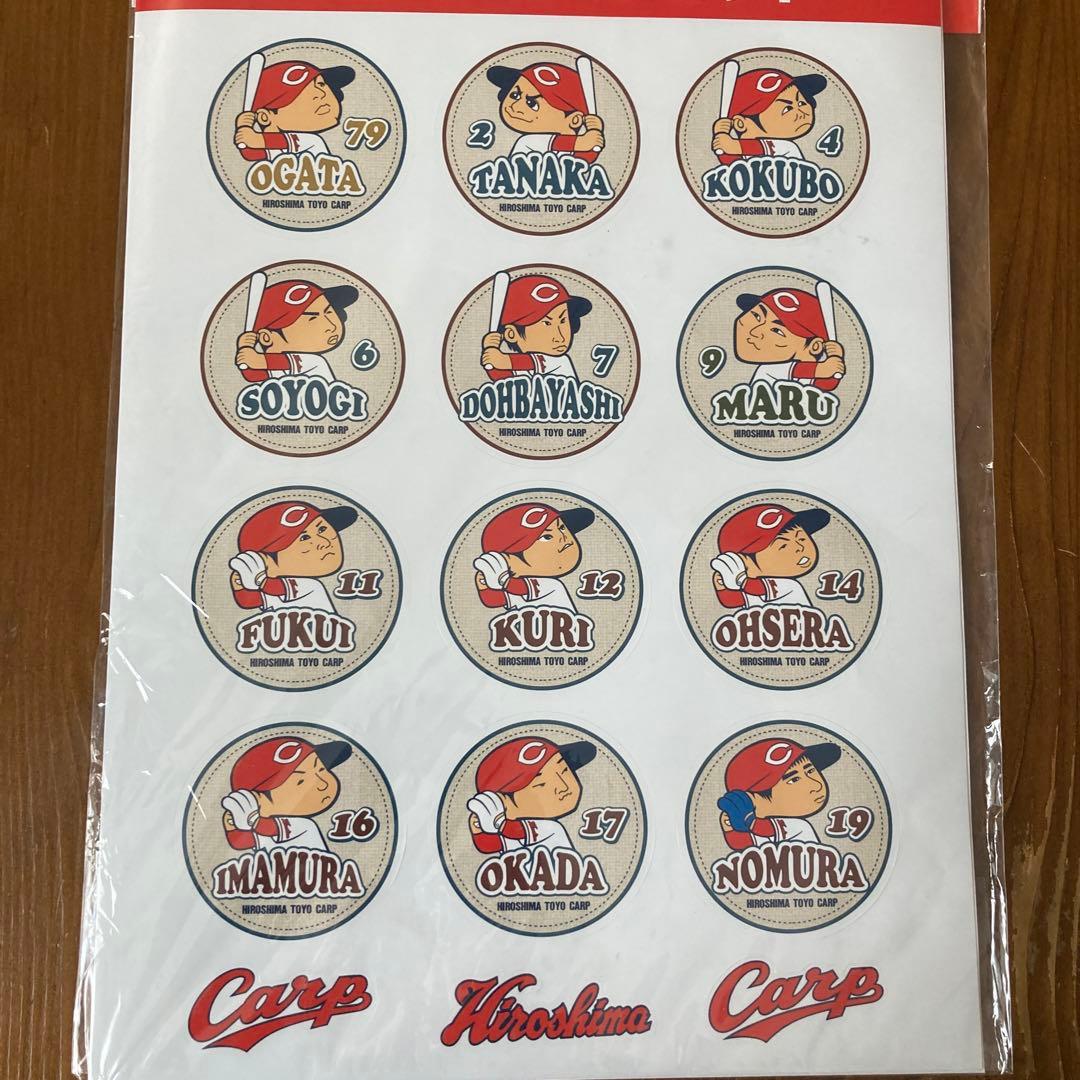 79
OGATA
HIROSHIMA TOYO CARP
2
TANAKA
HIROSHIMA TOYO CARP
4
KOKUBO
HIROSHIMA TOYO CARP
6
SOYOGI
HIROSHIMA TOYO CARP
7
DOHBAYASHI
HIROSHIMA TOYO CARP
9
MARU
HIROSHIMA TOYO CARP
11
FUKUI
HIROSHIMA TOYO CARP
12
KURI
HIROSHIMA TOYO CARP
14
OHSERA
HIROSHIMA TOYO CARP
16
IMAMURA
HIROSHIMA TOYO CARP
17
OKADA
HIROSHIMA TOYO CARP
19
NOMURA
HIROSHIMA TOYO CARP
Carp
Hiroshima
Carp